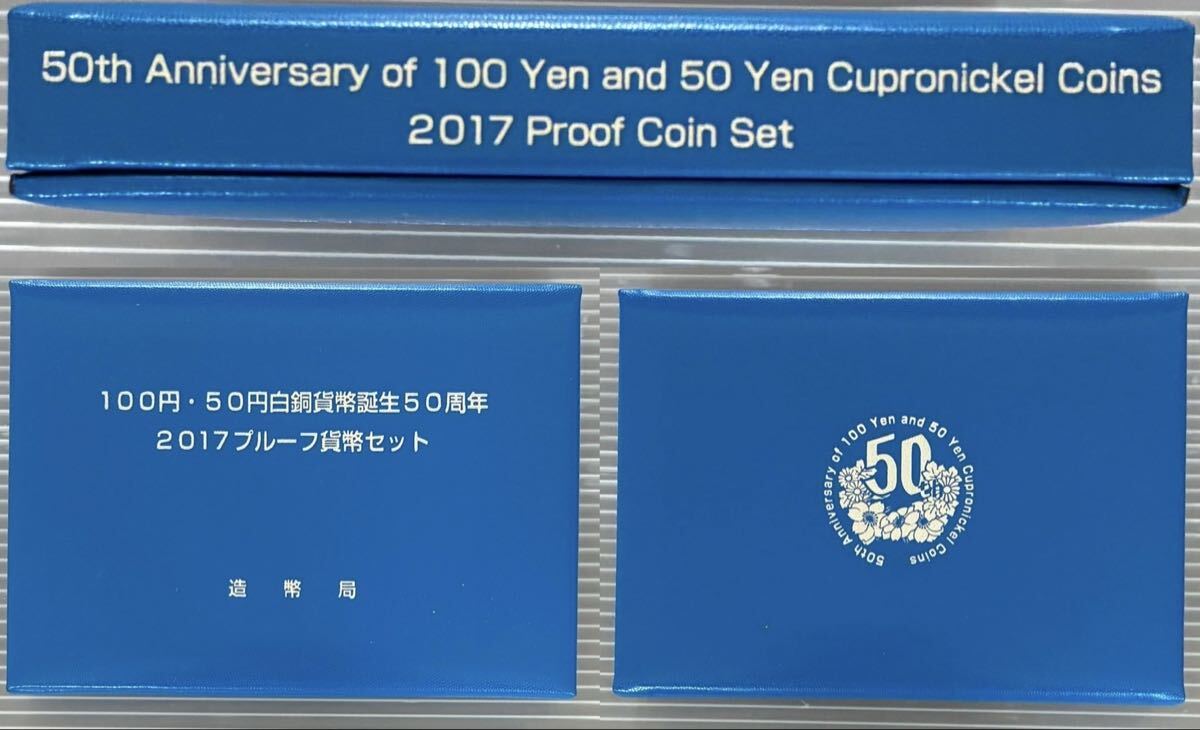 50th Anniversary of 100 Yen and 50 Yen Cupronickel Coins
2017 Proof Coin Set
100円・50円白銅貨幣誕生50周年
2017プルーフ貨幣セット
造幣局
50th Anniversary of 100 Yen and 50 Yen Cupronickel Coins
50